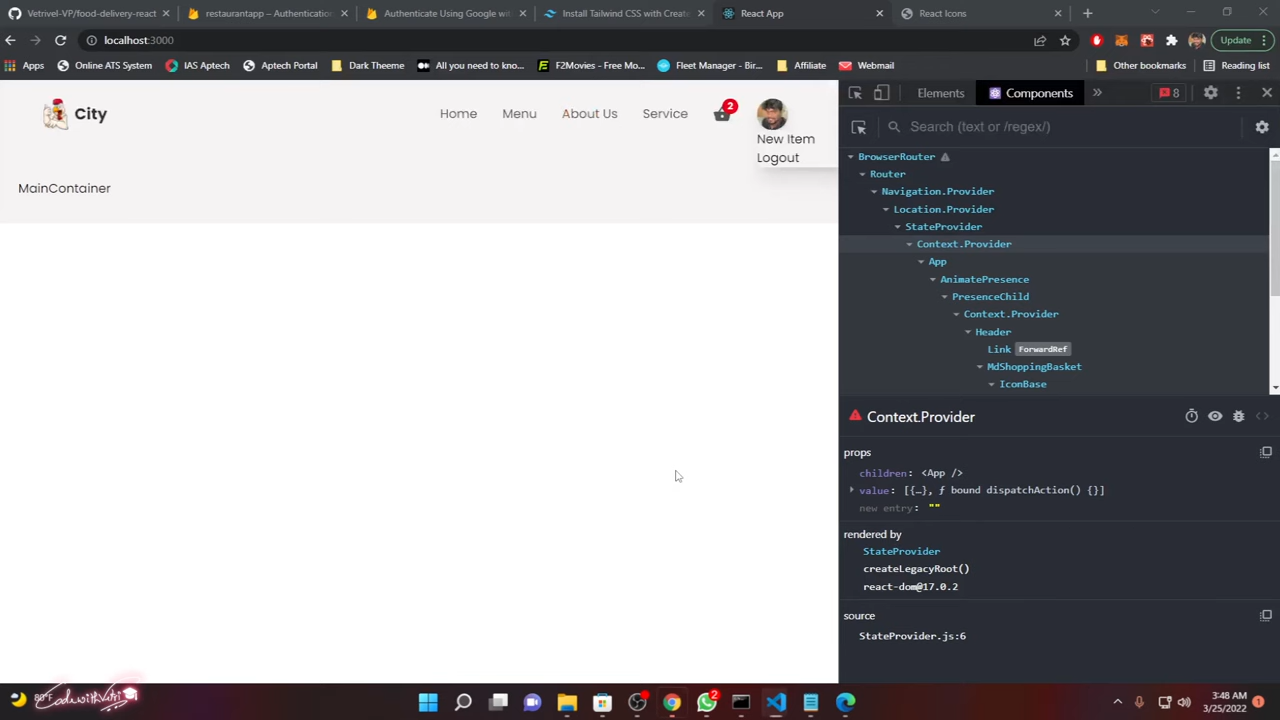 Vetrivel-VP/food-delivery-react
restaurantapp – Authentication
Authenticate Using Google with
Install Tailwind CSS with Create
React App
React Icons
localhost:3000
Update
Apps
Online ATS System
IAS Aptech
Aptech Portal
Dark Theeme
All you need to kno...
F2Movies - Free Mo...
Fleet Manager - Bir...
Affiliate
Webmail
Other bookmarks
Reading list
City
Home
Menu
About Us
Service
2
New Item
Logout
MainContainer
Elements
Components
8
Search (text or /regex/)
BrowserRouter
Router
Navigation.Provider
Location.Provider
StateProvider
Context.Provider
App
AnimatePresence
PresenceChild
Context.Provider
Header
Link ForwardRef
MdShoppingBasket
IconBase
Context.Provider
props
children: <App />
value: [{…}, ƒ bound dispatchAction() {}]
new entry: ""
rendered by
StateProvider
createLegacyRoot()
react-dom@17.0.2
source
StateProvider.js:6
80°F
CodewithVetri
2
3:48 AM
3/25/2022
1